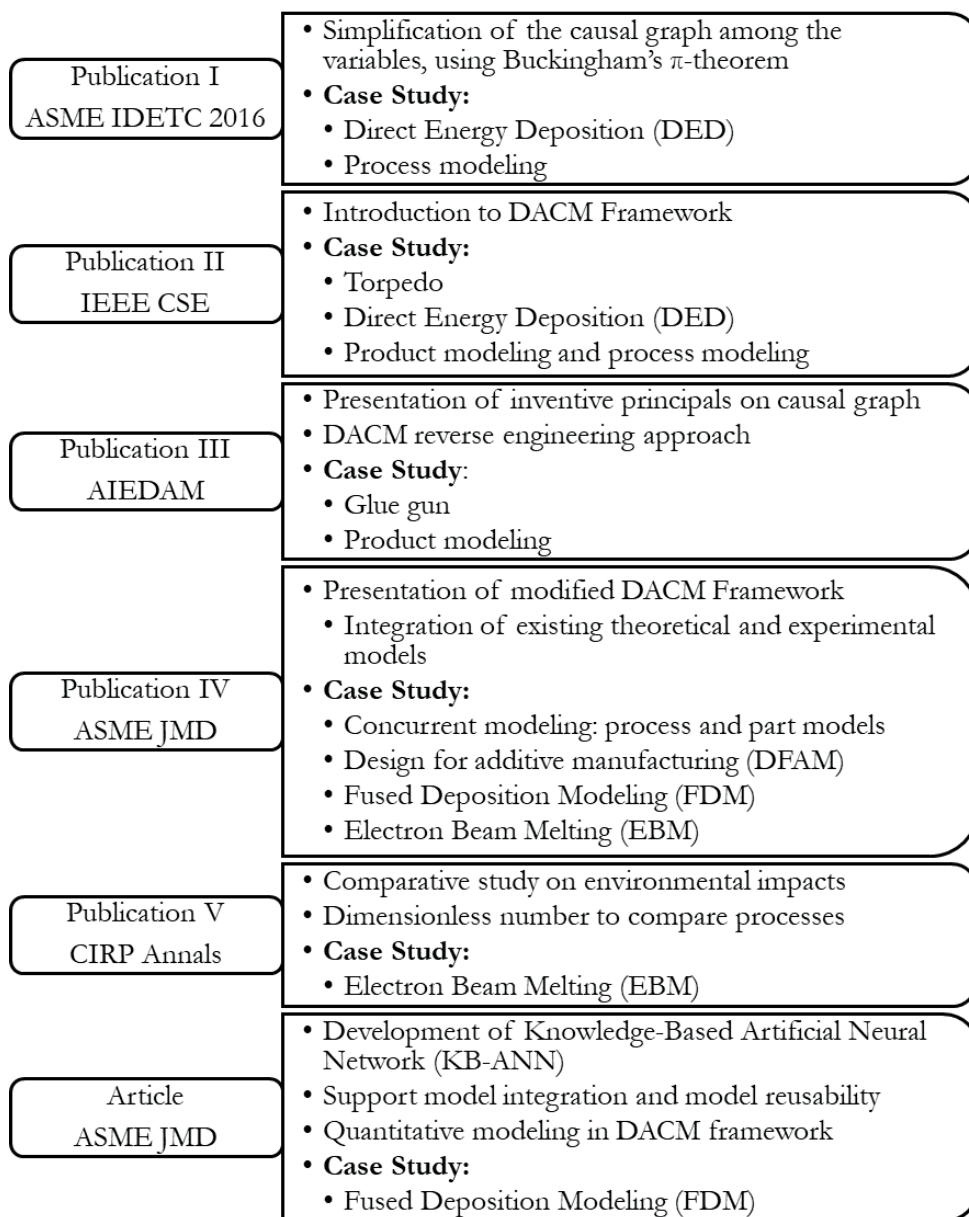 Publication I
ASME IDETC 2016
• Simplification of the causal graph among the
variables, using Buckingham's π-theorem
• Case Study:
• Direct Energy Deposition (DED)
• Process modeling
Publication II
IEEE CSE
• Introduction to DACM Framework
• Case Study:
• Torpedo
• Direct Energy Deposition (DED)
• Product modeling and process modeling
Publication III
AIEDAM
• Presentation of inventive principals on causal graph
• DACM reverse engineering approach
• Case Study:
• Glue gun
• Product modeling
Publication IV
ASME JMD
• Presentation of modified DACM Framework
• Integration of existing theoretical and experimental
models
• Case Study:
• Concurrent modeling: process and part models
• Design for additive manufacturing (DFAM)
• Fused Deposition Modeling (FDM)
• Electron Beam Melting (EBM)
Publication V
CIRP Annals
• Comparative study on environmental impacts
• Dimensionless number to compare processes
• Case Study:
• Electron Beam Melting (EBM)
Article
ASME JMD
• Development of Knowledge-Based Artificial Neural
Network (KB-ANN)
• Support model integration and model reusability
• Quantitative modeling in DACM framework
• Case Study:
• Fused Deposition Modeling (FDM)